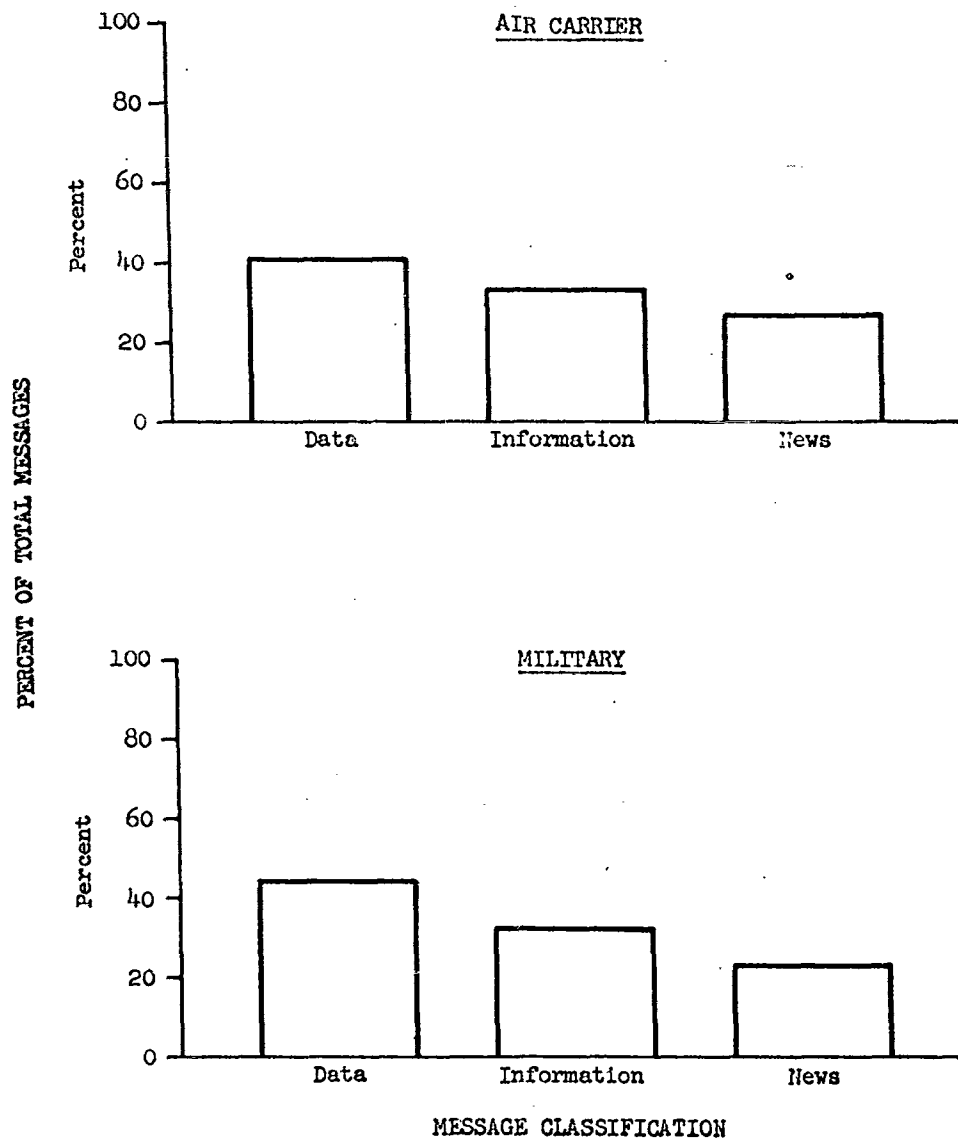 AIR CARRIER
100
80
60
40
20
0
Percent
Data Information News
PERCENT OF TOTAL MESSAGES
MILITARY
100
80
60
40
20
0
Percent
Data Information News
MESSAGE CLASSIFICATION